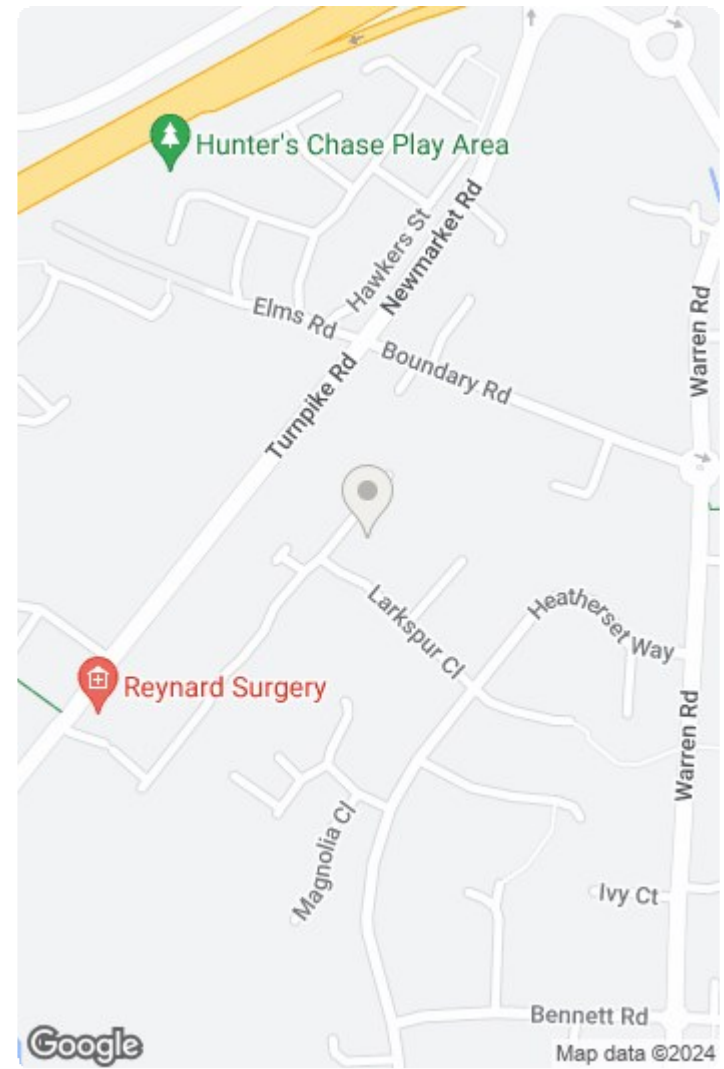 Hunter's Chase Play Area
Hawkers St
Newmarket Rd
Warren Rd
Elms Rd
Boundary Rd
Turnpike Rd
Larkspur Cl
Heatherset Way
Reynard Surgery
Warren Rd
Magnolia Cl
Ivy Ct
Bennett Rd
Google
Map data ©2024